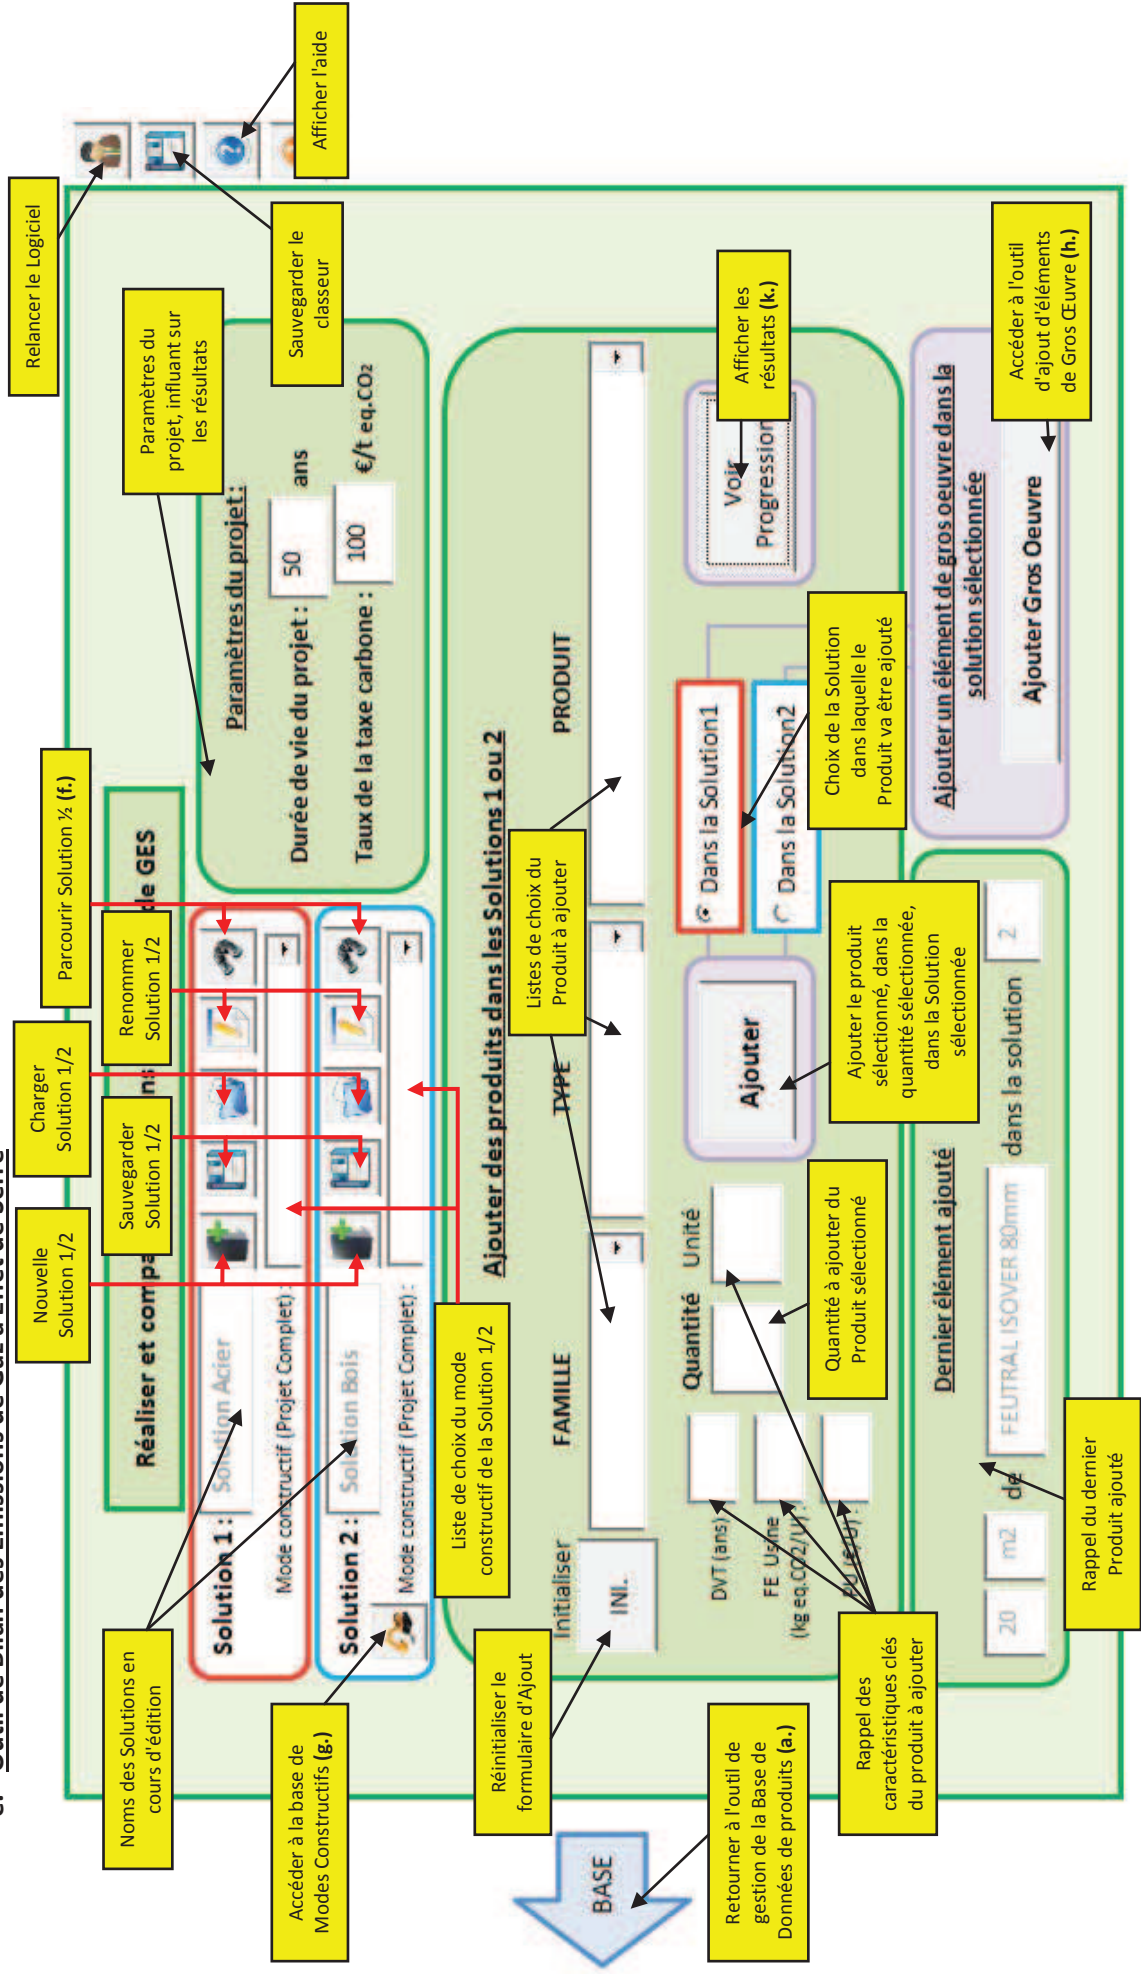 Outil de Bilan des Emissions de GaZ à Effet de Serre
Relancer le Logiciel
Sauvegarder le
classeur
Afficher l'aide
Paramètres du
projet, influant sur
les résultats
Parcourir Solution ½ (f.)
Renommer
Solution 1/2
Charger
Solution 1/2
Sauvegarder
Solution 1/2
Nouvelle
Solution 1/2
Noms des Solutions en
cours d'édition
Accéder à la base de
Modes Constructifs (g.)
Réaliser et compa
ns
de GES
Solution 1 :
Solution Acier
Mode constructif (Projet Complet) :
Solution 2 :
Solution Bois
Mode constructif (Projet Complet) :
Liste de choix du mode
constructif de la Solution 1/2
Paramètres du projet :
Durée de vie du projet :
50
ans
Taux de la taxe carbone :
100
€/t eq.CO2
Ajouter des produits dans les Solutions 1 ou 2
Initialiser
INI.
FAMILLE
TYPE
PRODUIT
Réinitialiser le
formulaire d'Ajout
Listes de choix du
Produit à ajouter
DVT (ans) :
FE Usine
(kg eq.CO2/U) :
PU (€/U) :
Quantité
Unité
Ajouter
Dans la Solution1
Dans la Solution2
Voir
Progression
Afficher les
résultats (k.)
Choix de la Solution
dans laquelle le
Produit va être ajouté
Ajouter le produit
sélectionné, dans la
quantité sélectionnée,
dans la Solution
sélectionnée
Quantité à ajouter du
Produit sélectionné
Rappel des
caractéristiques clés
du produit à ajouter
BASE
Retourner à l'outil de
gestion de la Base de
Données de produits (a.)
Dernier élément ajouté
20
m2
de
FEUTRAL ISOVER 80mm
dans la solution
2
Rappel du dernier
Produit ajouté
Ajouter un élément de gros oeuvre dans la
solution sélectionnée
Ajouter Gros Oeuvre
Accéder à l'outil
d'ajout d'éléments
de Gros Œuvre (h.)